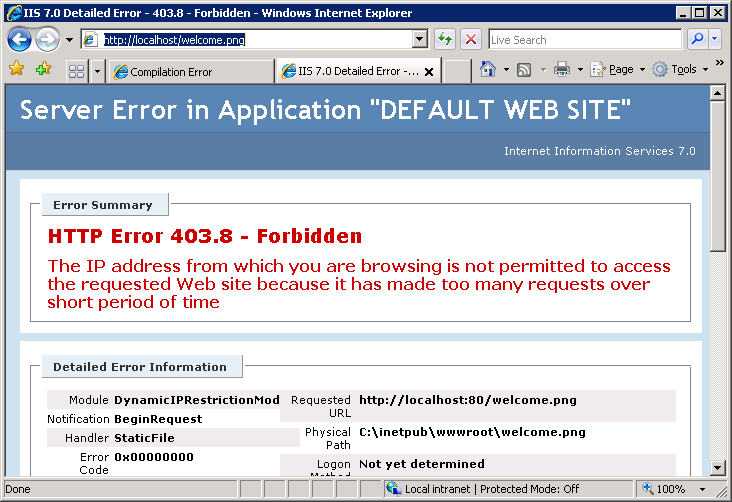 IIS 7.0 Detailed Error - 403.8 - Forbidden - Windows Internet Explorer
http://localhost/welcome.png
Live Search
Compilation Error
IIS 7.0 Detailed Error - ...
Page
Tools
Server Error in Application "DEFAULT WEB SITE"
Internet Information Services 7.0
Error Summary
HTTP Error 403.8 - Forbidden
The IP address from which you are browsing is not permitted to access
the requested Web site because it has made too many requests over
short period of time
Detailed Error Information
Module DynamicIPRestrictionMod
Notification BeginRequest
Handler StaticFile
Error
Code 0x00000000
Requested
URL http://localhost:80/welcome.png
Physical
Path C:\inetpub\wwwroot\welcome.png
Logon
Method Not yet determined
Done
Local intranet | Protected Mode: Off
100%